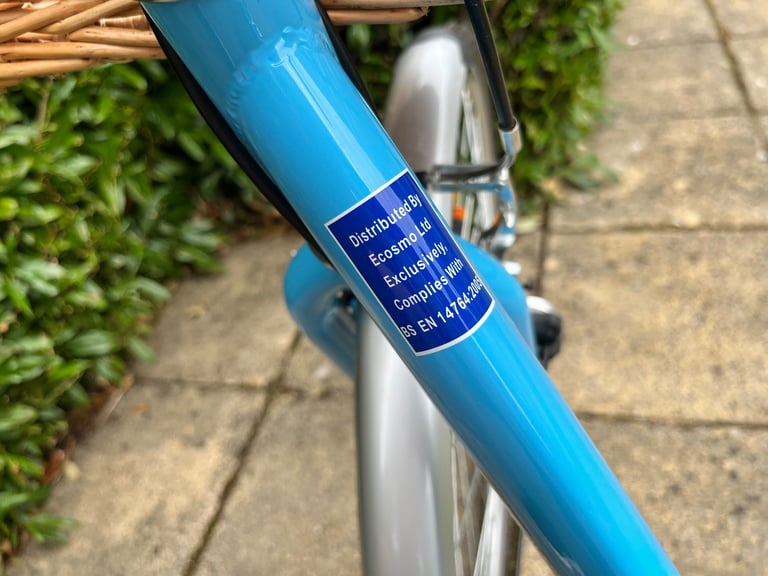 Distributed By
Ecosmo Ltd
Exclusively,
Complies With
BS EN 14764:2005